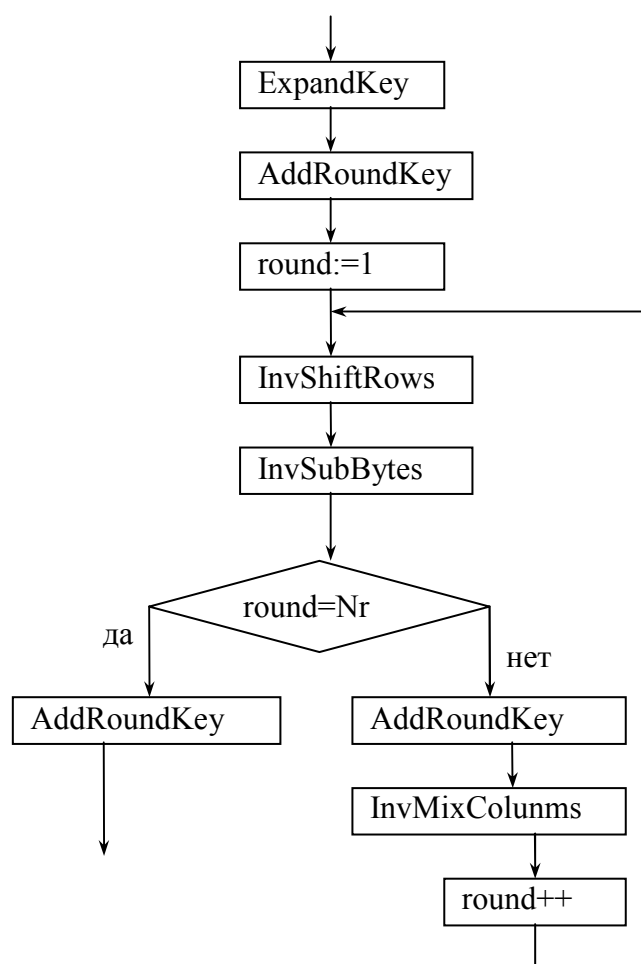 ExpandKey
AddRoundKey
round:=1
InvShiftRows
InvSubBytes
round=Nr
да
нет
AddRoundKey
AddRoundKey
InvMixColunms
round++